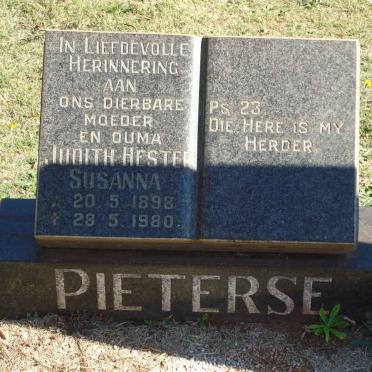 In Liefdevolle
Herinnering
aan
ons dierbare
moeder
en ouma
Judith Hester
Susanna
* 20.5.1898
† 28.5.1980
Ps. 23
Die Here is my
Herder.
PIETERSE